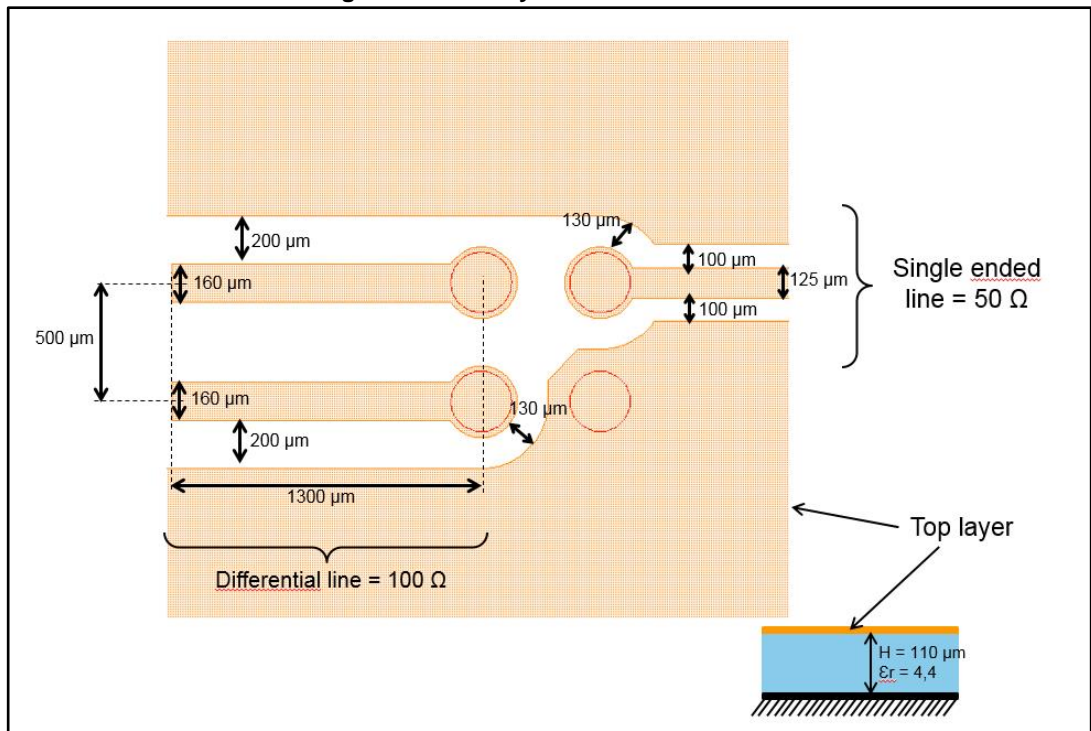 130 µm
200 µm
100 µm
160 µm
125 µm
Single ended
line = 50 Ω
100 µm
500 µm
160 µm
130 µm
200 µm
1300 µm
Top layer
Differential line = 100 Ω
H = 110 µm
Ɛr = 4,4